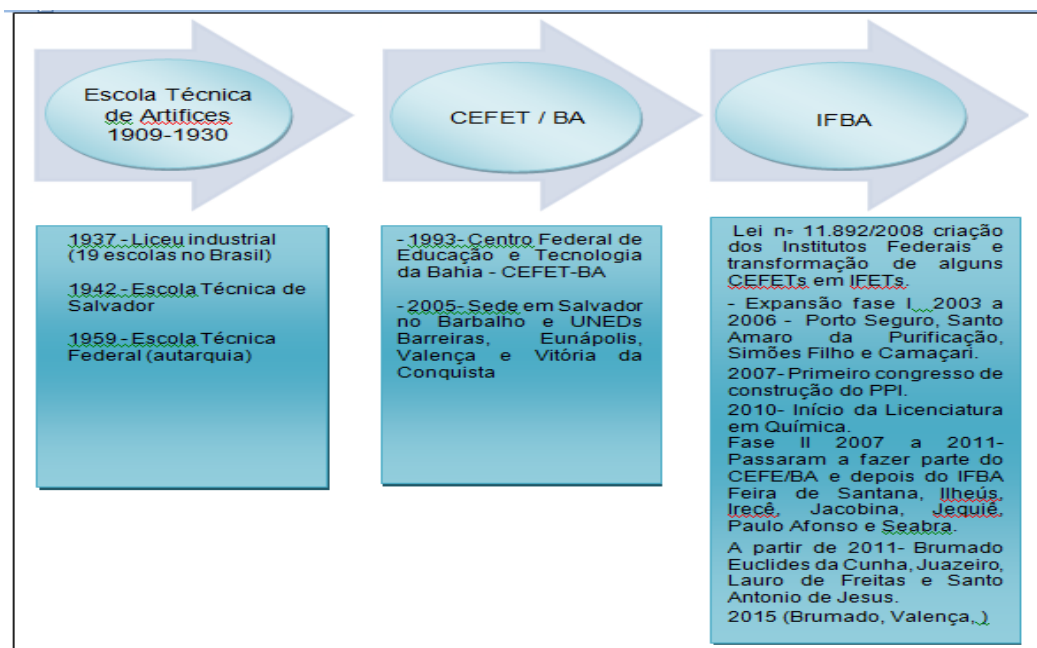 Escola Técnica
de Artifices
1909-1930
CEFET / BA
IFBA
1937 - Liceu industrial
(19 escolas no Brasil)
1942 - Escola Técnica de
Salvador
1959 - Escola Técnica
Federal (autarquia)
- 1993- Centro Federal de
Educação e Tecnologia
da Bahia - CEFET-BA
- 2005- Sede em Salvador
no Barbalho e UNEDs
Barreiras, Eunápolis,
Valença e Vitória da
Conquista
Lei nº 11.892/2008 criação
dos Institutos Federais e
transformação de alguns
CEFETs em IFETs.
- Expansão fase I 2003 a
2006 - Porto Seguro, Santo
Amaro da Purificação,
Simões Filho e Camaçari.
2007- Primeiro congresso de
construção do PPI.
2010- Início da Licenciatura
em Química.
Fase II 2007 a 2011-
Passaram a fazer parte do
CEFE/BA e depois do IFBA
Feira de Santana, Ilheús,
Irecê, Jacobina, Jequiê,
Paulo Afonso e Seabra.
A partir de 2011- Brumado
Euclides da Cunha, Juazeiro,
Lauro de Freitas e Santo
Antonio de Jesus.
2015 (Brumado, Valença, )